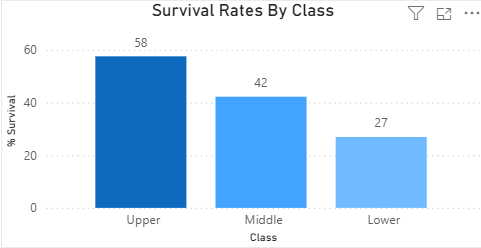 Survival Rates By Class
% Survival
60
40
20
0
58
42
27
Upper Middle Lower
Class